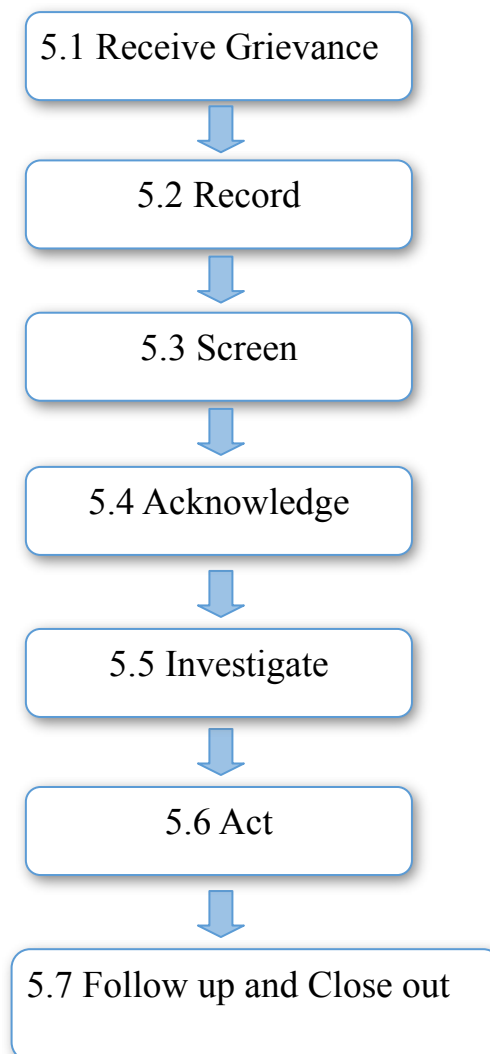 5.1 Receive Grievance
5.2 Record
5.3 Screen
5.4 Acknowledge
5.5 Investigate
5.6 Act
5.7 Follow up and Close out